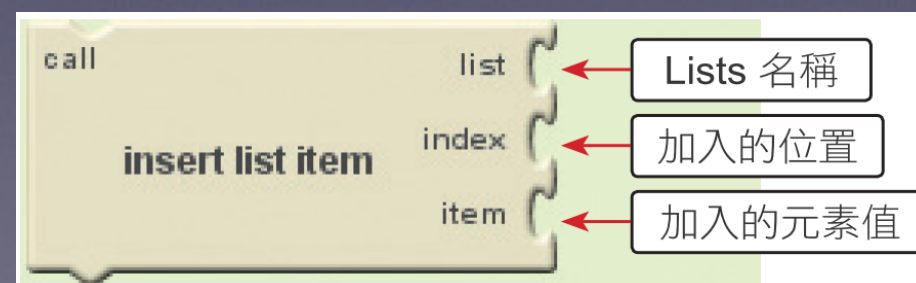 call
list
Lists 名稱
insert list item
index
加入的位置
item
加入的元素值